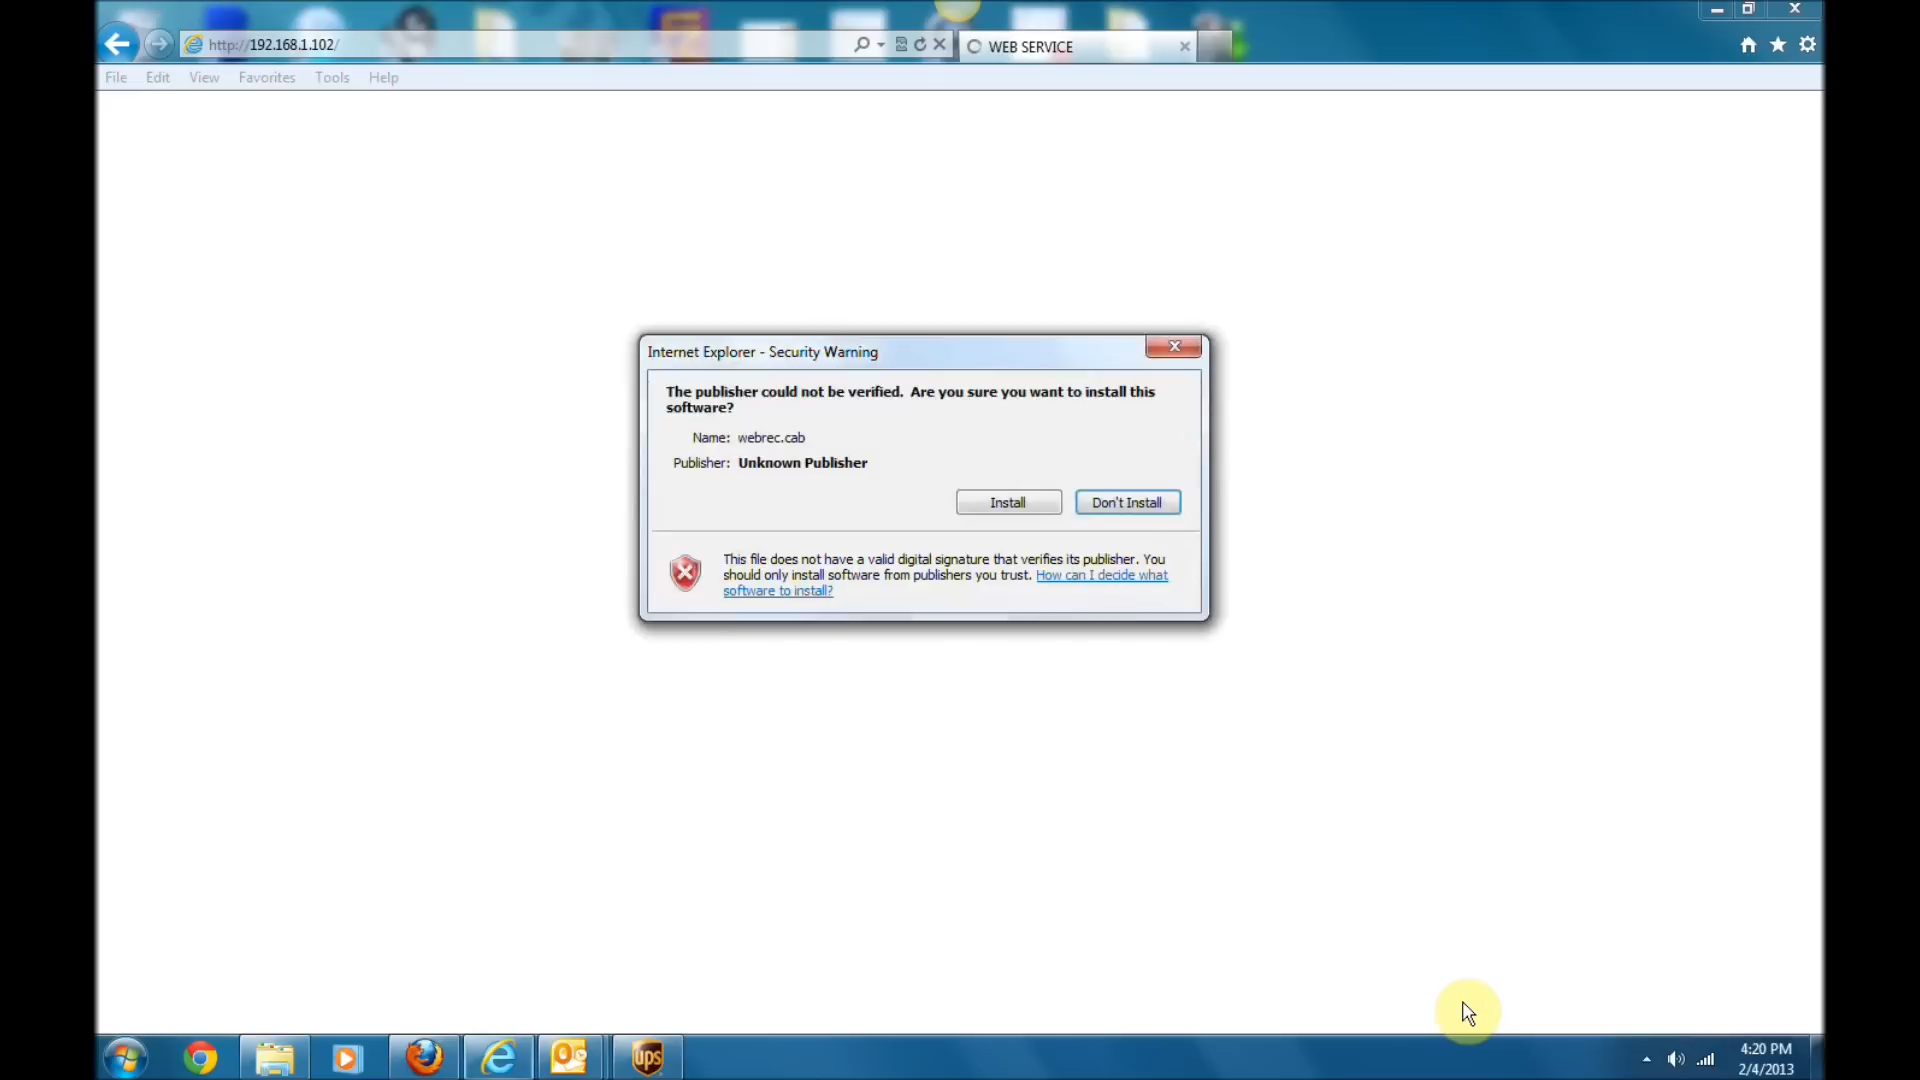 http://192.168.1.102/
WEB SERVICE
File Edit View Favorites Tools Help
Internet Explorer - Security Warning
The publisher could not be verified. Are you sure you want to install this
software?
Name: webrec.cab
Publisher: Unknown Publisher
Install Don't Install
This file does not have a valid digital signature that verifies its publisher. You
should only install software from publishers you trust. How can I decide what
software to install?
ups
4:20 PM
2/4/2013